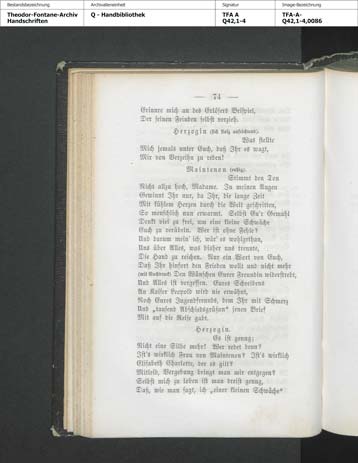 Bestandsbezeichnung
Archivalieneinheit
Signatur
Image-Bezeichnung
Theodor-Fontane-Archiv
Handschriften
Q - Handbibliothek
TFA A
Q42,1-4
TFA-A-
Q42,1-4,0086
— 74 —
Erinnre mich an des Erlösers Beispiel,
Der seinen Feinden selbst verzieh.
Herzogin (sich stolz aufrichtend).
Was stellte
Mich jemals unter Euch, daß Ihr es wagt,
Mir von Verzeihn zu reden!
Maintenon (ruhig).
Stimmt den Ton
Nicht allzu hoch, Madame. In meinen Augen
Gewinnt Ihr nur, da Ihr, die lange Zeit
Mit kühlem Herzen durch die Welt geschritten,
So menschlich nun erwarmt. Selbst Eu'r Gemahl
Denkt viel zu frei, um eine kleine Schwäche
Euch zu verübeln. Wer ist ohne Fehle?
Und darum mein' ich, wär' es wohlgethan,
Uns über Alles, was bisher uns trennte,
Die Hand zu reichen. Nur ein Wort von Euch,
Daß Ihr hinfort den Frieden wollt und nicht mehr
(mit Nachdruck) Den Wünschen Eurer Freundin widerstrebt,
Und Alles ist vergessen. Eures Schreibens
An Kaiser Leopold wird nie erwähnt,
Noch Eures Jugendfreunds, dem Ihr mit Schmerz
Und „tausend Abschiedsgrüßen“ jenen Brief
Mit auf die Reise gabt.
Herzogin.
Es ist genug;
Nicht eine Silbe mehr! Wer redet denn?
Ist's wirklich Frau von Maintenon? Ist's wirklich
Elisabeth Charlotte, der es gilt?
Mitleid, Vergebung bringt man mir entgegen?
Selbst mich zu loben ist man dreist genug,
Daß, wie man sagt, ich „einer kleinen Schwäche“